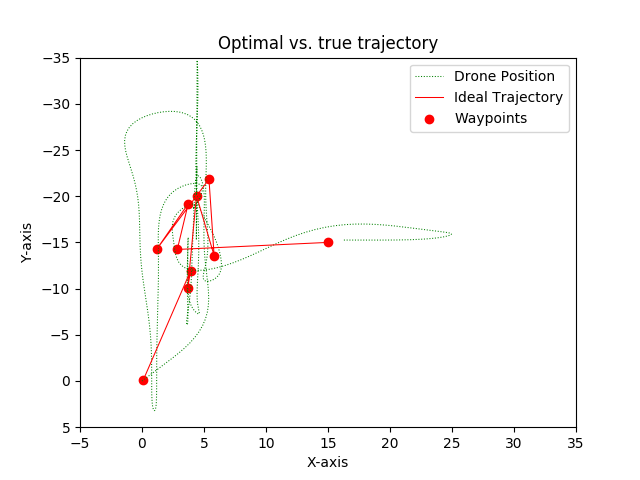 Optimal vs. true trajectory
Drone Position
Ideal Trajectory
Waypoints
Y-axis
−35
−30
−25
−20
−15
−10
−5
0
5
−5 0 5 10 15 20 25 30 35
X-axis